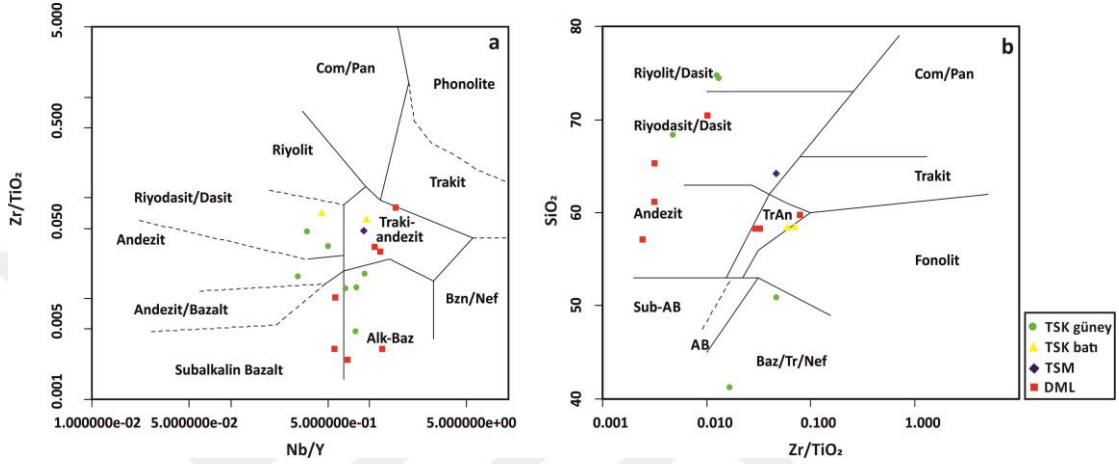 a
Zr/TiO₂
5.000
0.500
0.050
0.005
0.001
Com/Pan
Phonolite
Riyolit
Trakit
Riyodasit/Dasit
Traki-
andezit
Andezit
Andezit/Bazalt
Bzn/Nef
Alk-Baz
Subalkalin Bazalt
1.000000e-02
5.000000e-02
5.000000e-01
5.000000e+00
Nb/Y
b
SiO₂
80
70
60
50
40
Riyolit/Dasit
Com/Pan
Riyodasit/Dasit
Trakit
Andezit
TrAn
Fonolit
Sub-AB
AB
Baz/Tr/Nef
0.001
0.010
0.100
1.000
Zr/TiO₂
TSK güney
TSK batı
TSM
DML